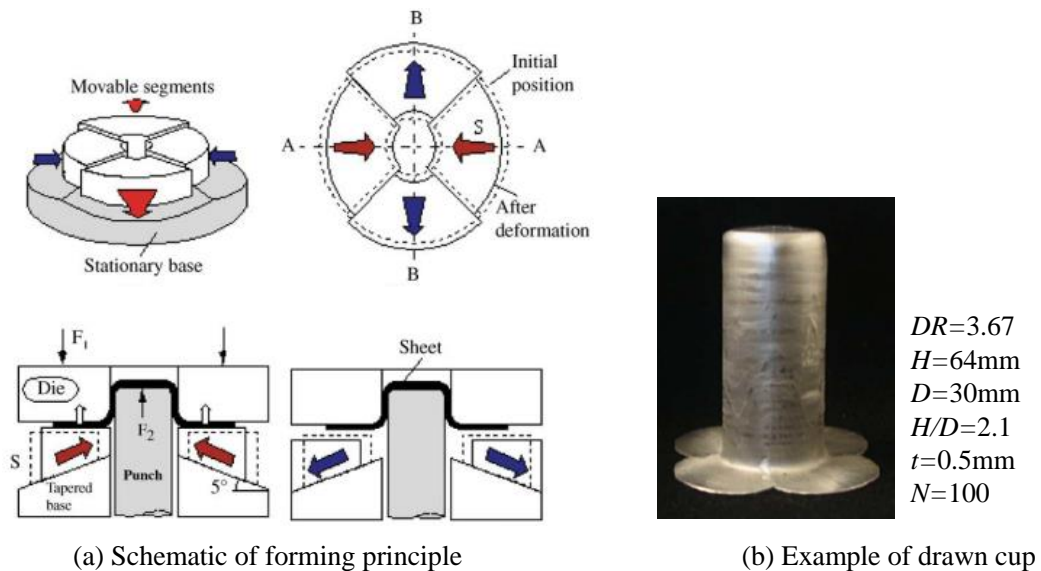 B
Movable segments
Initial
position
S
A
A
After
deformation
Stationary base
B
F1
Sheet
Die
F2
S
Punch
Tapered
base
5°
(a) Schematic of forming principle
DR=3.67
H=64mm
D=30mm
H/D=2.1
t=0.5mm
N=100
(b) Example of drawn cup